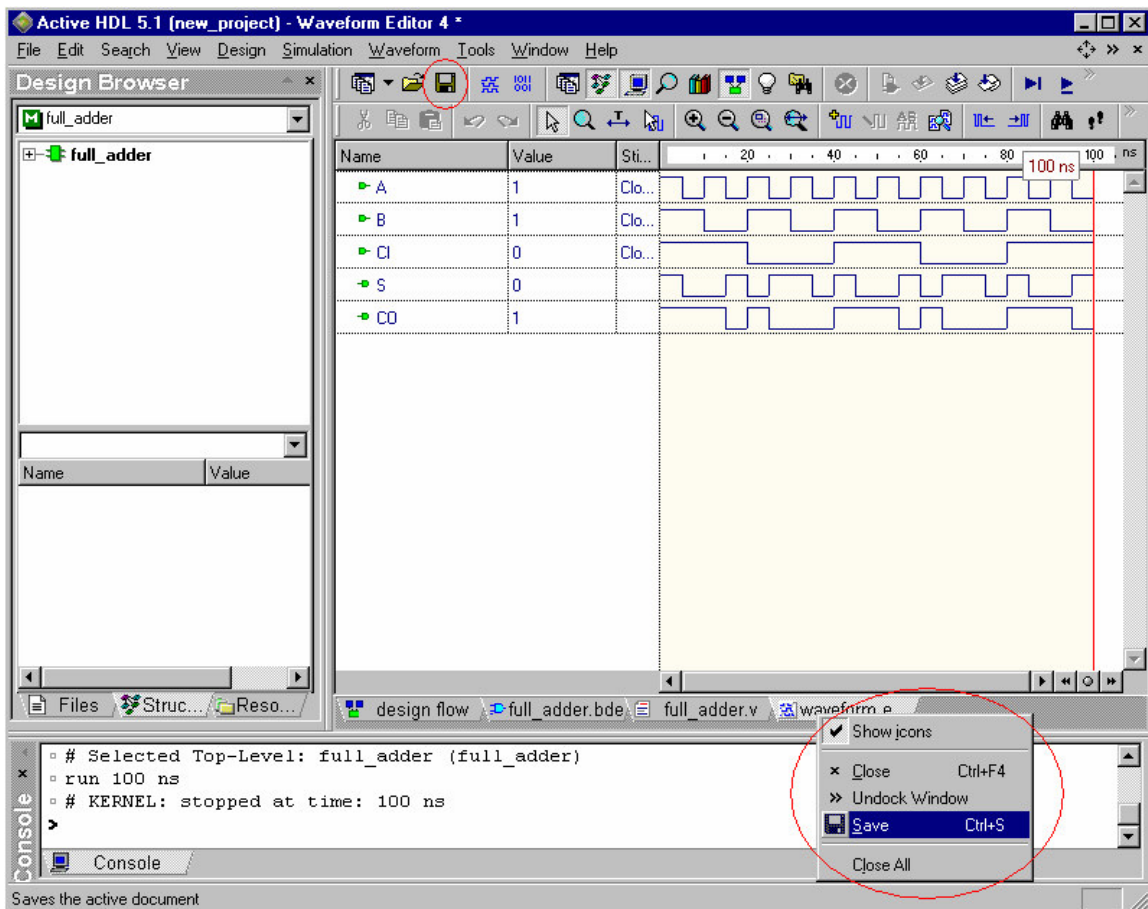 Active HDL 5.1 (new_project) - Waveform Editor 4 *
File Edit Search View Design Simulation Waveform Tools Window Help
Design Browser
full_adder
full_adder
Name Value Sti... 20 40 60 80 100 ns
100 ns
A 1 Clo...
B 1 Clo...
CI 0 Clo...
S 0
CO 1
Name Value
Files Struc... Reso...
design flow full_adder.bde full_adder.v waveform e
Show icons
Close Ctrl+F4
Undock Window
Save Ctrl+S
Close All
# Selected Top-Level: full_adder (full_adder)
run 100 ns
# KERNEL: stopped at time: 100 ns
>
Console
Console
Saves the active document